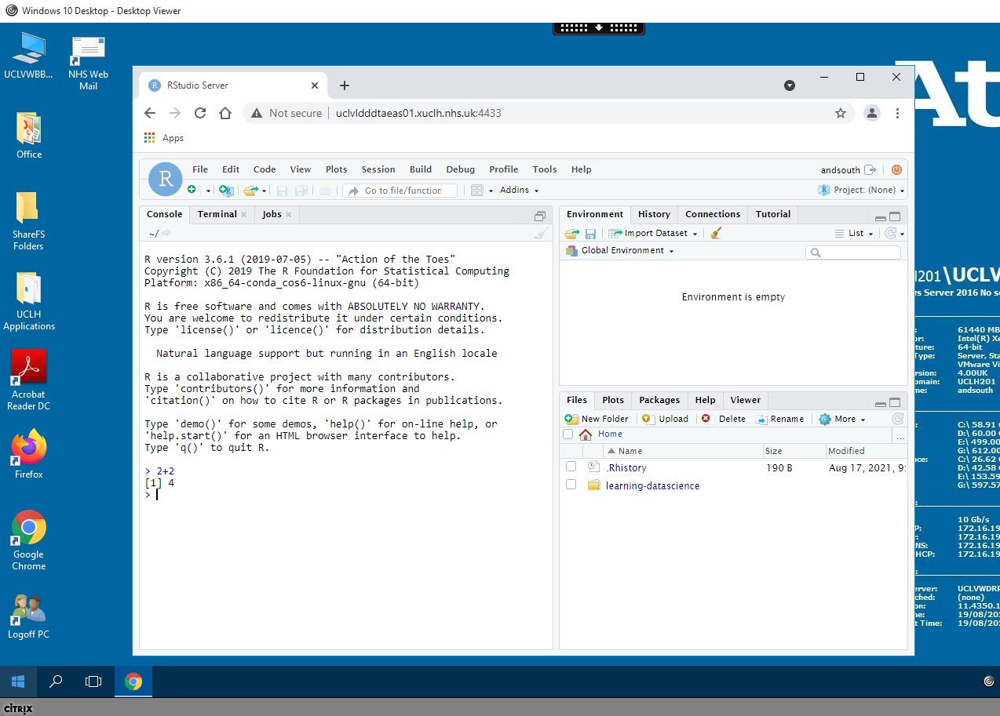 Windows 10 Desktop - Desktop Viewer
UCLVWBB...
NHS Web
Mail
Office
ShareFS
Folders
UCLH
Applications
Acrobat
Reader DC
Firefox
Google
Chrome
Logoff PC
At
RStudio Server
Not secure
uclvldddtaeas01.xuclh.nhs.uk:4433
Apps
R
File Edit Code View Plots Session Build Debug Profile Tools Help
andsouth
Go to file/function
Addins
Project: (None)
Console Terminal Jobs
~/
R version 3.6.1 (2019-07-05) -- "Action of the Toes"
Copyright (C) 2019 The R Foundation for Statistical Computing
Platform: x86_64-conda_cos6-linux-gnu (64-bit)
R is free software and comes with ABSOLUTELY NO WARRANTY.
You are welcome to redistribute it under certain conditions.
Type 'license()' or 'licence()' for distribution details.
Natural language support but running in an English locale
R is a collaborative project with many contributors.
Type 'contributors()' for more information and
'citation()' on how to cite R or R packages in publications.
Type 'demo()' for some demos, 'help()' for on-line help, or
'help.start()' for an HTML browser interface to help.
Type 'q()' to quit R.
> 2+2
[1] 4
>
Environment History Connections Tutorial
Import Dataset
List
Global Environment
Environment is empty
Files Plots Packages Help Viewer
New Folder Upload Delete Rename More
Home
...
Name Size Modified
.Rhistory 190 B Aug 17, 2021, 9:
learning-datascience
H201\UCLV
vs Server 2016 No se
61440 MB
or: Intel(R) Xe
ture: 64-bit
Type: Server, Sta
VMware Vi
rsion: 4.00UK
omain: UCLH201
me: andsouth
C:\ 58.91 G
D:\ 60.00 G
E:\ 499.00
G:\ 612.00
ce: C:\ 26.62 G
D:\ 42.58 G
E:\ 153.59
G:\ 597.57
10 Gb/s
P: 172.16.19
r: 172.16.19
NS: 172.16.19
HCP: 172.16.19
erver: UCLVWDRP
ched: (none)
on: 11.4350.1
me: 19/08/20
t Time: 19/08/20
CİTRIX